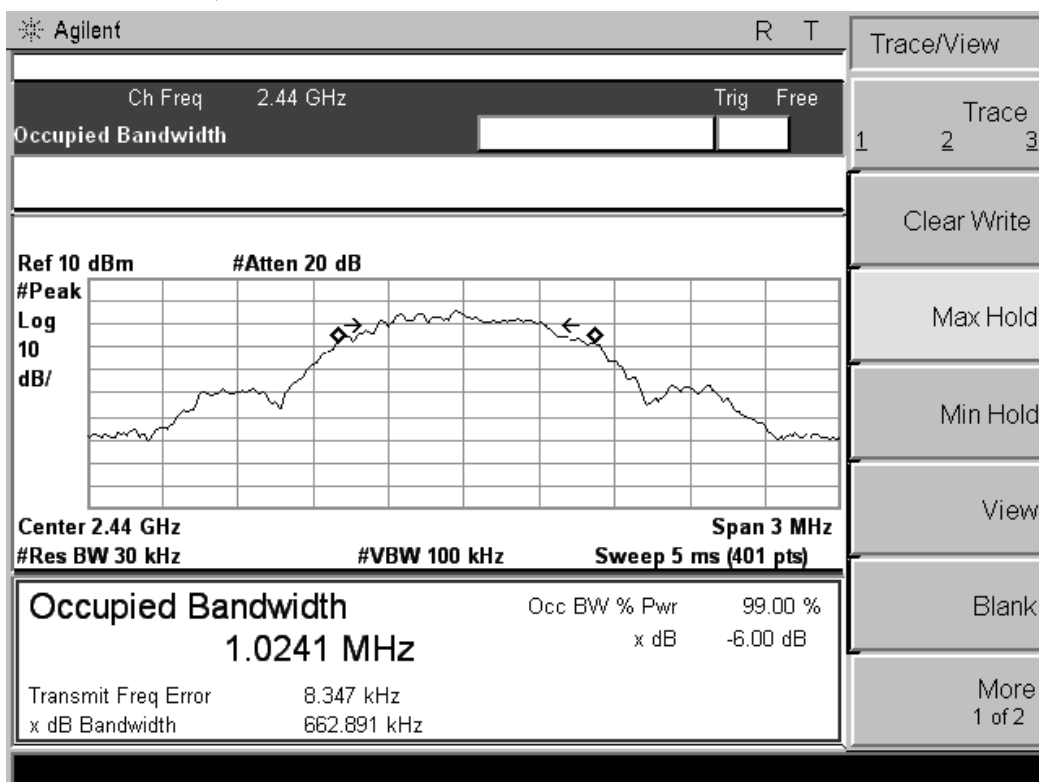 Agilent R T
Trace/View
Ch Freq 2.44 GHz Trig Free
Occupied Bandwidth
Trace
1 2 3
Clear Write
Max Hold
Min Hold
View
Blank
More
1 of 2
Ref 10 dBm #Atten 20 dB
#Peak
Log
10
dB/
Center 2.44 GHz Span 3 MHz
#Res BW 30 kHz #VBW 100 kHz Sweep 5 ms (401 pts)
Occupied Bandwidth Occ BW % Pwr 99.00 %
1.0241 MHz x dB -6.00 dB
Transmit Freq Error 8.347 kHz
x dB Bandwidth 662.891 kHz